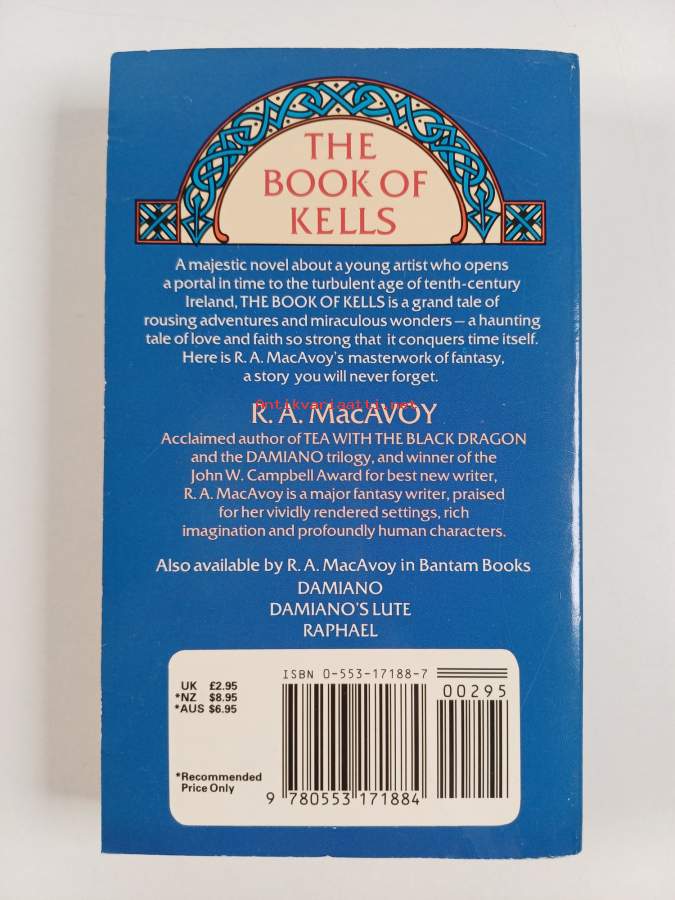 THE
BOOK OF
KELLS
A majestic novel about a young artist who opens
a portal in time to the turbulent age of tenth-century
Ireland, THE BOOK OF KELLS is a grand tale of
rousing adventures and miraculous wonders – a haunting
tale of love and faith so strong that it conquers time itself.
Here is R. A. MacAvoy's masterwork of fantasy,
a story you will never forget.
Antikvariaatti.net
R. A. MacAVOY
Acclaimed author of TEA WITH THE BLACK DRAGON
and the DAMIANO trilogy, and winner of the
John W. Campbell Award for best new writer,
R. A. MacAvoy is a major fantasy writer, praised
for her vividly rendered settings, rich
imagination and profoundly human characters.
Also available by R. A. MacAvoy in Bantam Books
DAMIANO
DAMIANO'S LUTE
RAPHAEL
ISBN 0-553-17188-7
00295
UK £2.95
*NZ $8.95
*AUS $6.95
*Recommended
Price Only
9 780553 171884